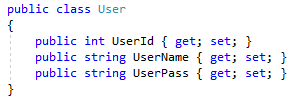 public class User
{
    public int UserId { get; set; }
    public string UserName { get; set; }
    public string UserPass { get; set; }
}